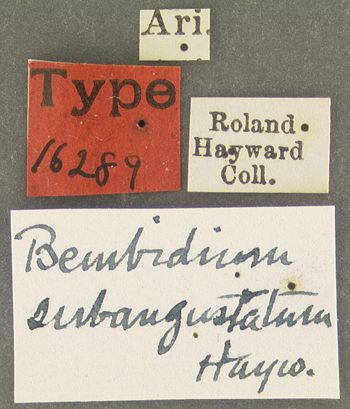 Ari.
Type
16289
Roland
Hayward
Coll.
Bembidium
subangustatum
Hayw.